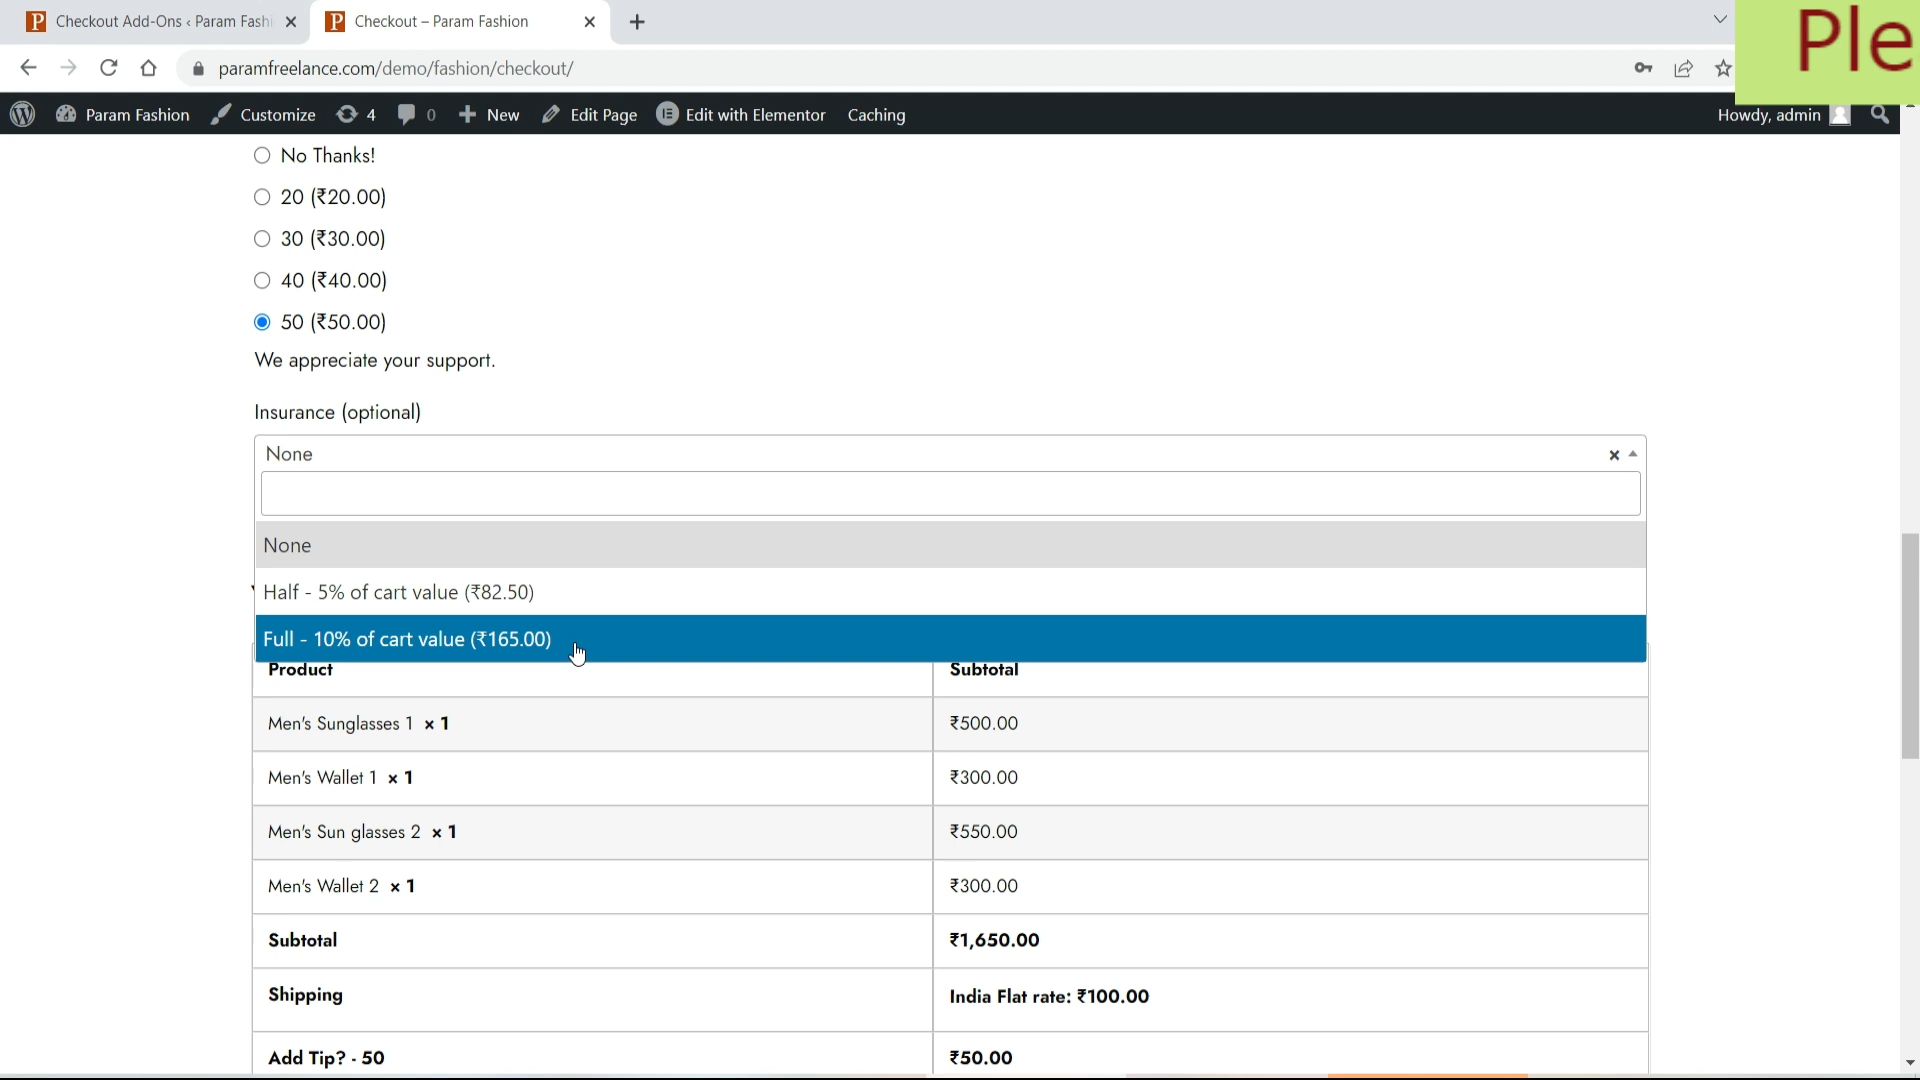 Checkout Add-Ons ‹ Param Fashi
Checkout – Param Fashion
Ple
paramfreelance.com/demo/fashion/checkout/
Param Fashion Customize 4 0 New Edit Page Edit with Elementor Caching Howdy, admin
No Thanks!
20 (₹20.00)
30 (₹30.00)
40 (₹40.00)
50 (₹50.00)
We appreciate your support.
Insurance (optional)
None
None
Half - 5% of cart value (₹82.50)
Full - 10% of cart value (₹165.00)
Product Subtotal
Men's Sunglasses 1 × 1 ₹500.00
Men's Wallet 1 × 1 ₹300.00
Men's Sun glasses 2 × 1 ₹550.00
Men's Wallet 2 × 1 ₹300.00
Subtotal ₹1,650.00
Shipping India Flat rate: ₹100.00
Add Tip? - 50 ₹50.00